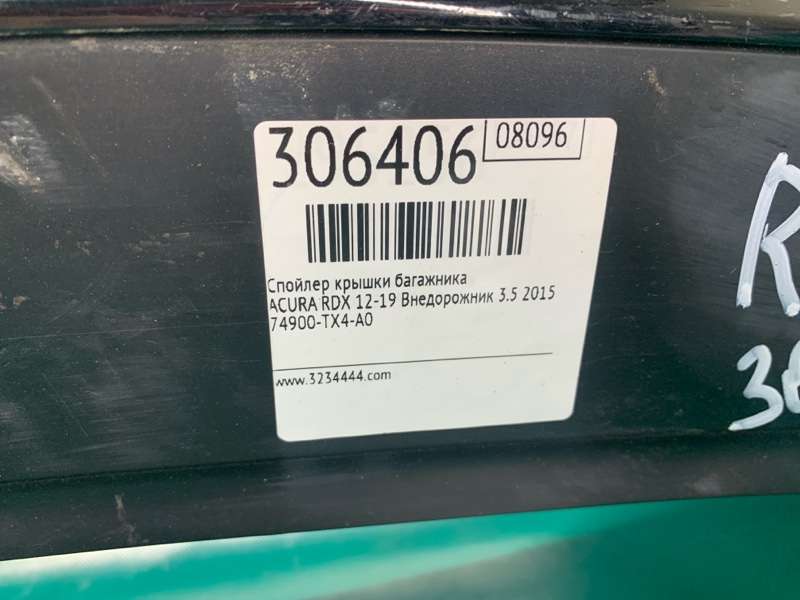 306406 08096
Спойлер крышки багажника
ACURA RDX 12-19 Внедорожник 3.5 2015
74900-TX4-A0
www.3234444.com